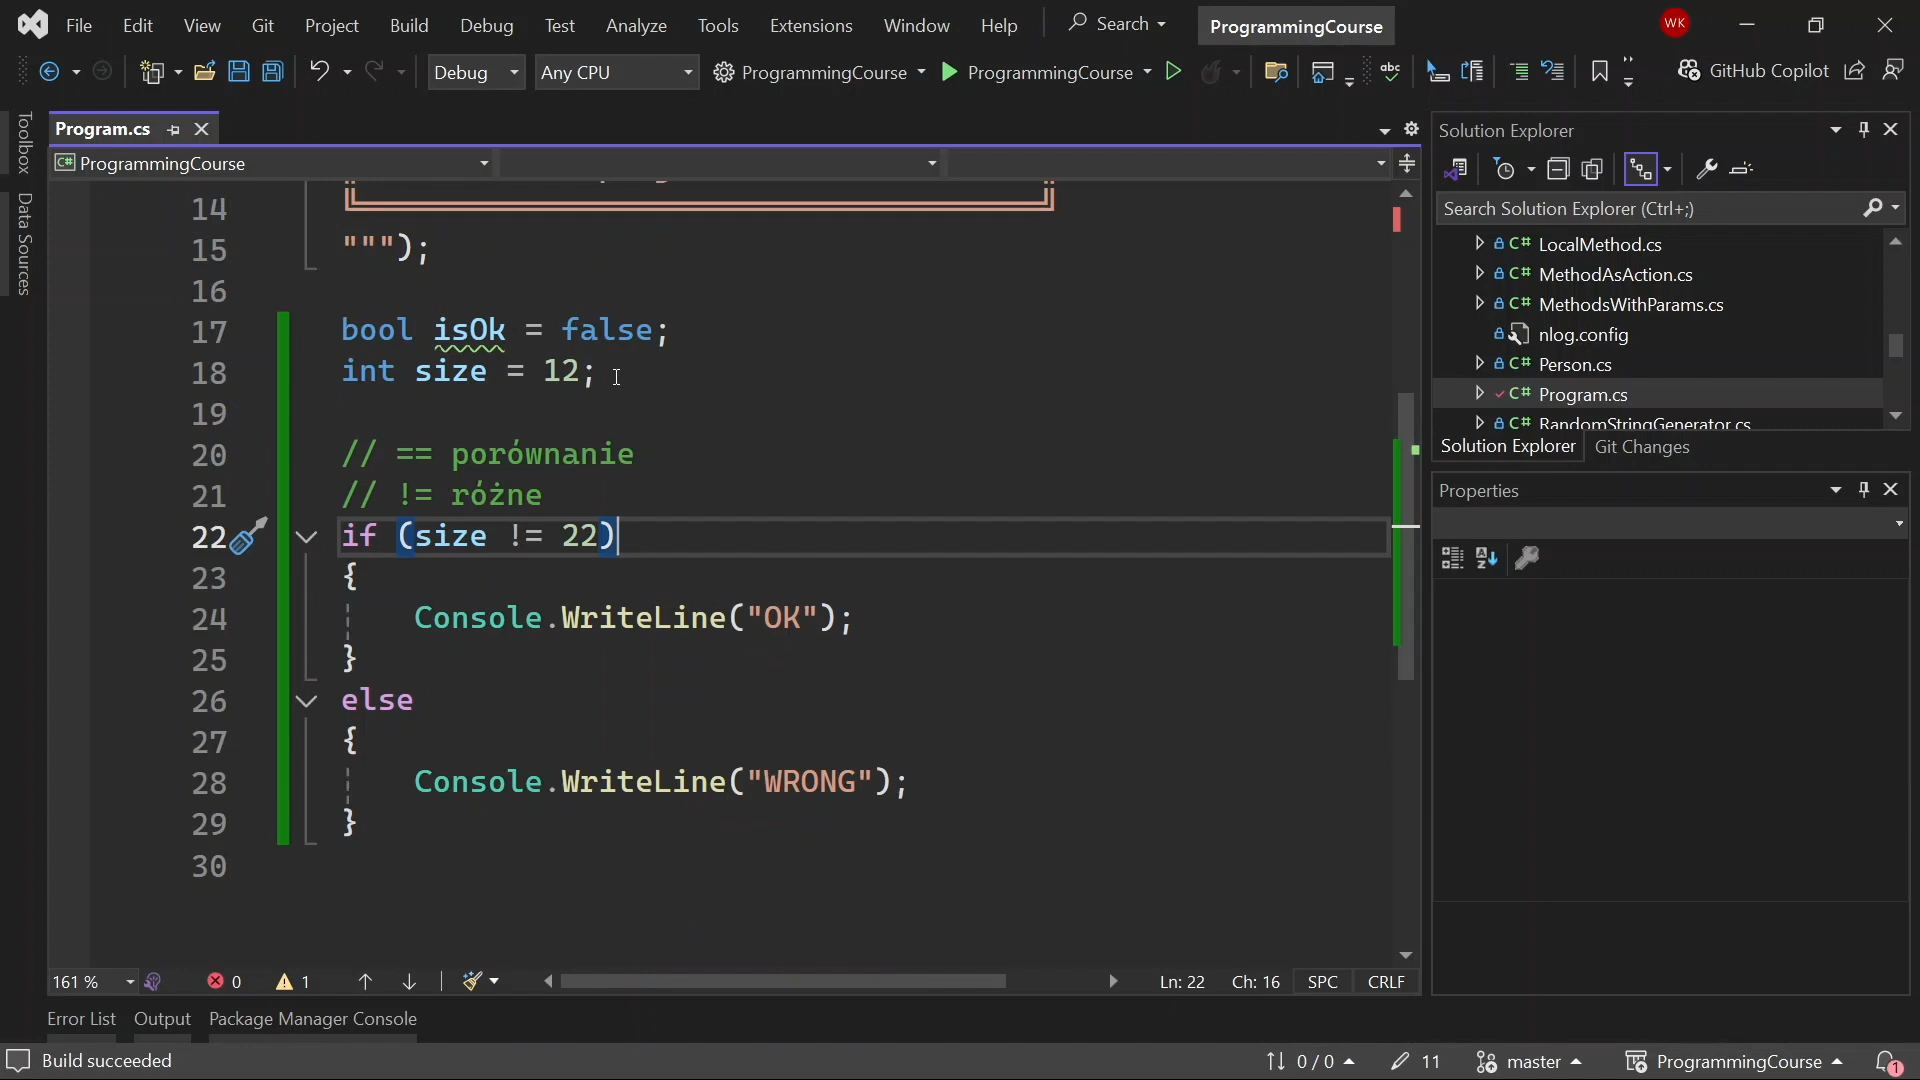 File Edit View Git Project Build Debug Test Analyze Tools Extensions Window Help Search ProgrammingCourse WK
Debug Any CPU ProgrammingCourse ProgrammingCourse abc GitHub Copilot
Toolbox
Data Sources
Program.cs
C# ProgrammingCourse
14
15 """);
16
17 bool isOk = false;
18 int size = 12;
19
20 // == porównanie
21 // != różne
22 if (size != 22)
23 {
24 Console.WriteLine("OK");
25 }
26 else
27 {
28 Console.WriteLine("WRONG");
29 }
30
161 % 0 1 Ln: 22 Ch: 16 SPC CRLF
Solution Explorer
Search Solution Explorer (Ctrl+;)
C# LocalMethod.cs
C# MethodAsAction.cs
C# MethodsWithParams.cs
nlog.config
C# Person.cs
C# Program.cs
C# RandomStringGenerator.cs
Solution Explorer Git Changes
Properties
Error List Output Package Manager Console
Build succeeded 0 / 0 11 master ProgrammingCourse 1